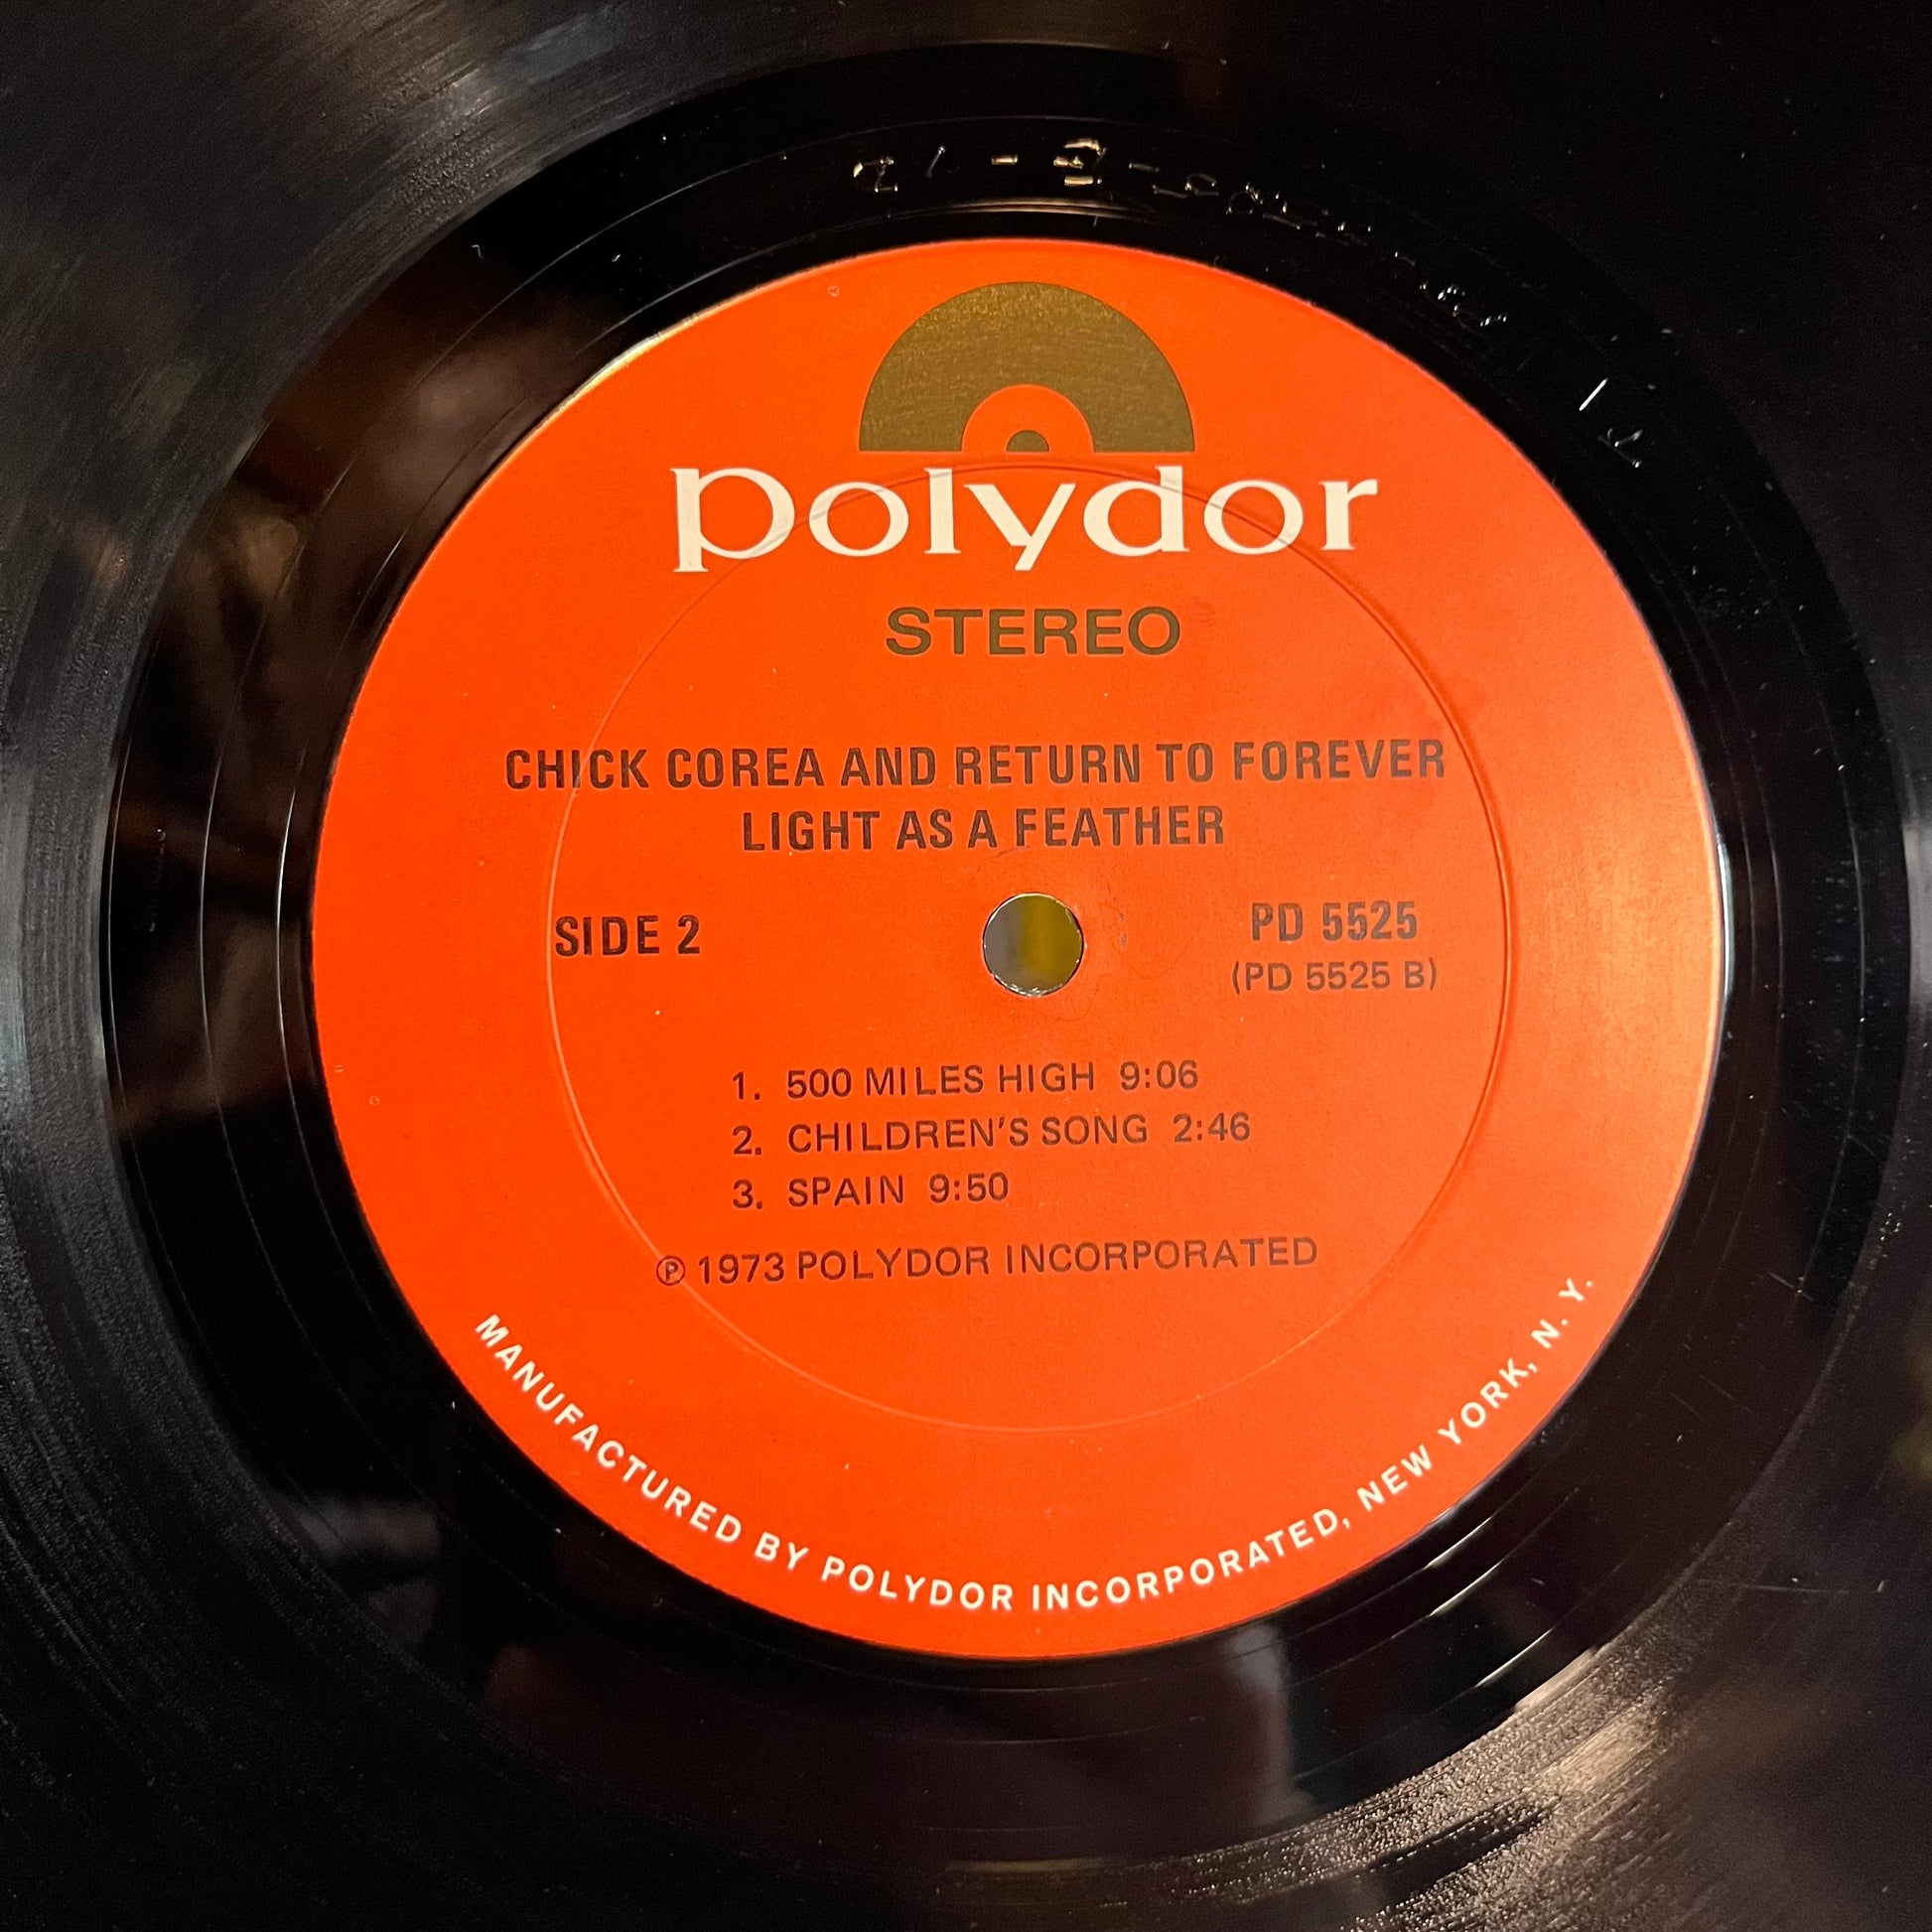 polydor
STEREO
CHICK COREA AND RETURN TO FOREVER
LIGHT AS A FEATHER
SIDE 2
PD 5525
(PD 5525 B)
1. 500 MILES HIGH 9:06
2. CHILDREN'S SONG 2:46
3. SPAIN 9:50
℗ 1973 POLYDOR INCORPORATED
MANUFACTURED BY POLYDOR INCORPORATED, NEW YORK, N. Y.